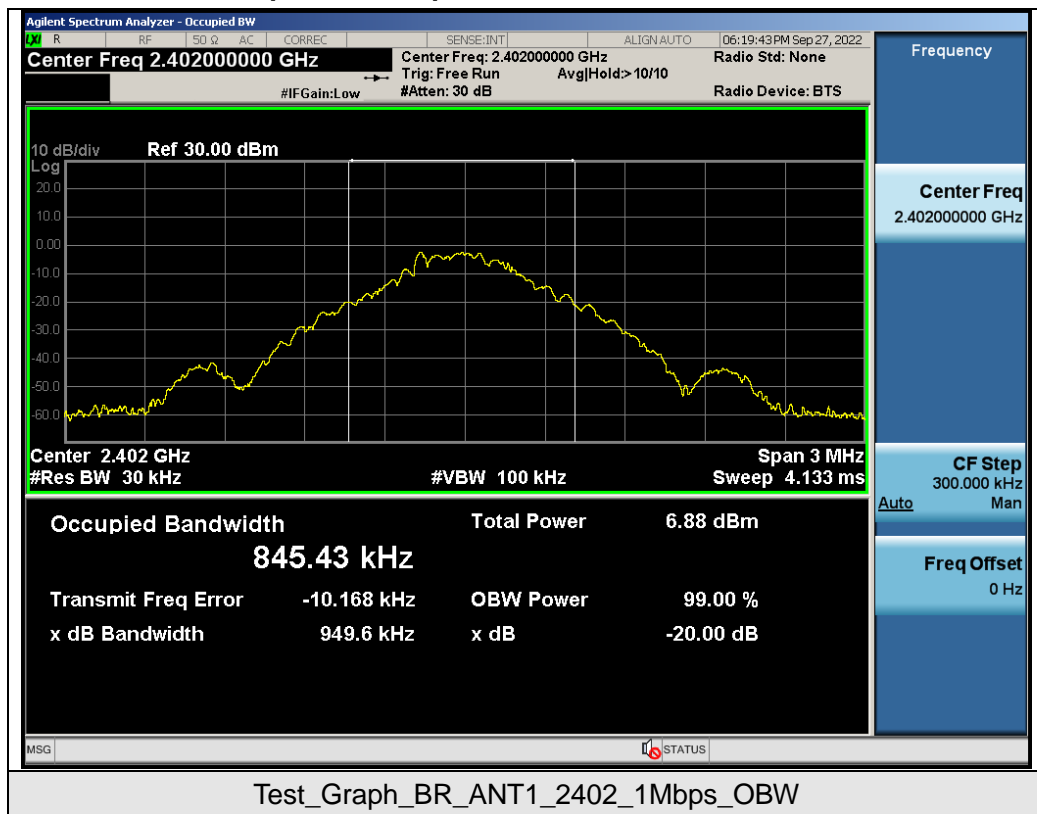 Agilent Spectrum Analyzer - Occupied BW
LXI R RF 50 Ω AC CORREC SENSE:INT ALIGN AUTO 06:19:43 PM Sep 27, 2022
Center Freq 2.402000000 GHz
Center Freq: 2.402000000 GHz
Radio Std: None
Trig: Free Run Avg|Hold:>10/10
#IFGain:Low #Atten: 30 dB Radio Device: BTS
Frequency
10 dB/div Ref 30.00 dBm
Log
20.0
10.0
0.00
-10.0
-20.0
-30.0
-40.0
-50.0
-60.0
Center 2.402 GHz Span 3 MHz
#Res BW 30 kHz #VBW 100 kHz Sweep 4.133 ms
Center Freq
2.402000000 GHz
CF Step
300.000 kHz
Auto Man
Freq Offset
0 Hz
Occupied Bandwidth Total Power 6.88 dBm
845.43 kHz
Transmit Freq Error -10.168 kHz OBW Power 99.00 %
x dB Bandwidth 949.6 kHz x dB -20.00 dB
MSG STATUS
Test_Graph_BR_ANT1_2402_1Mbps_OBW